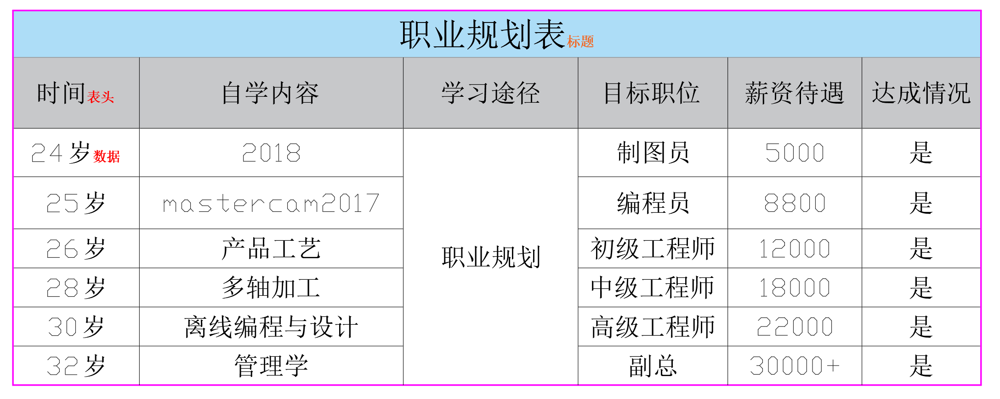 职业规划表标题
时间表头 自学内容 学习途径 目标职位 薪资待遇 达成情况
24岁数据 2018 制图员 5000 是
25岁 mastercam2017 编程员 8800 是
26岁 产品工艺 初级工程师 12000 是
职业规划
28岁 多轴加工 中级工程师 18000 是
30岁 离线编程与设计 高级工程师 22000 是
32岁 管理学 副总 30000+ 是